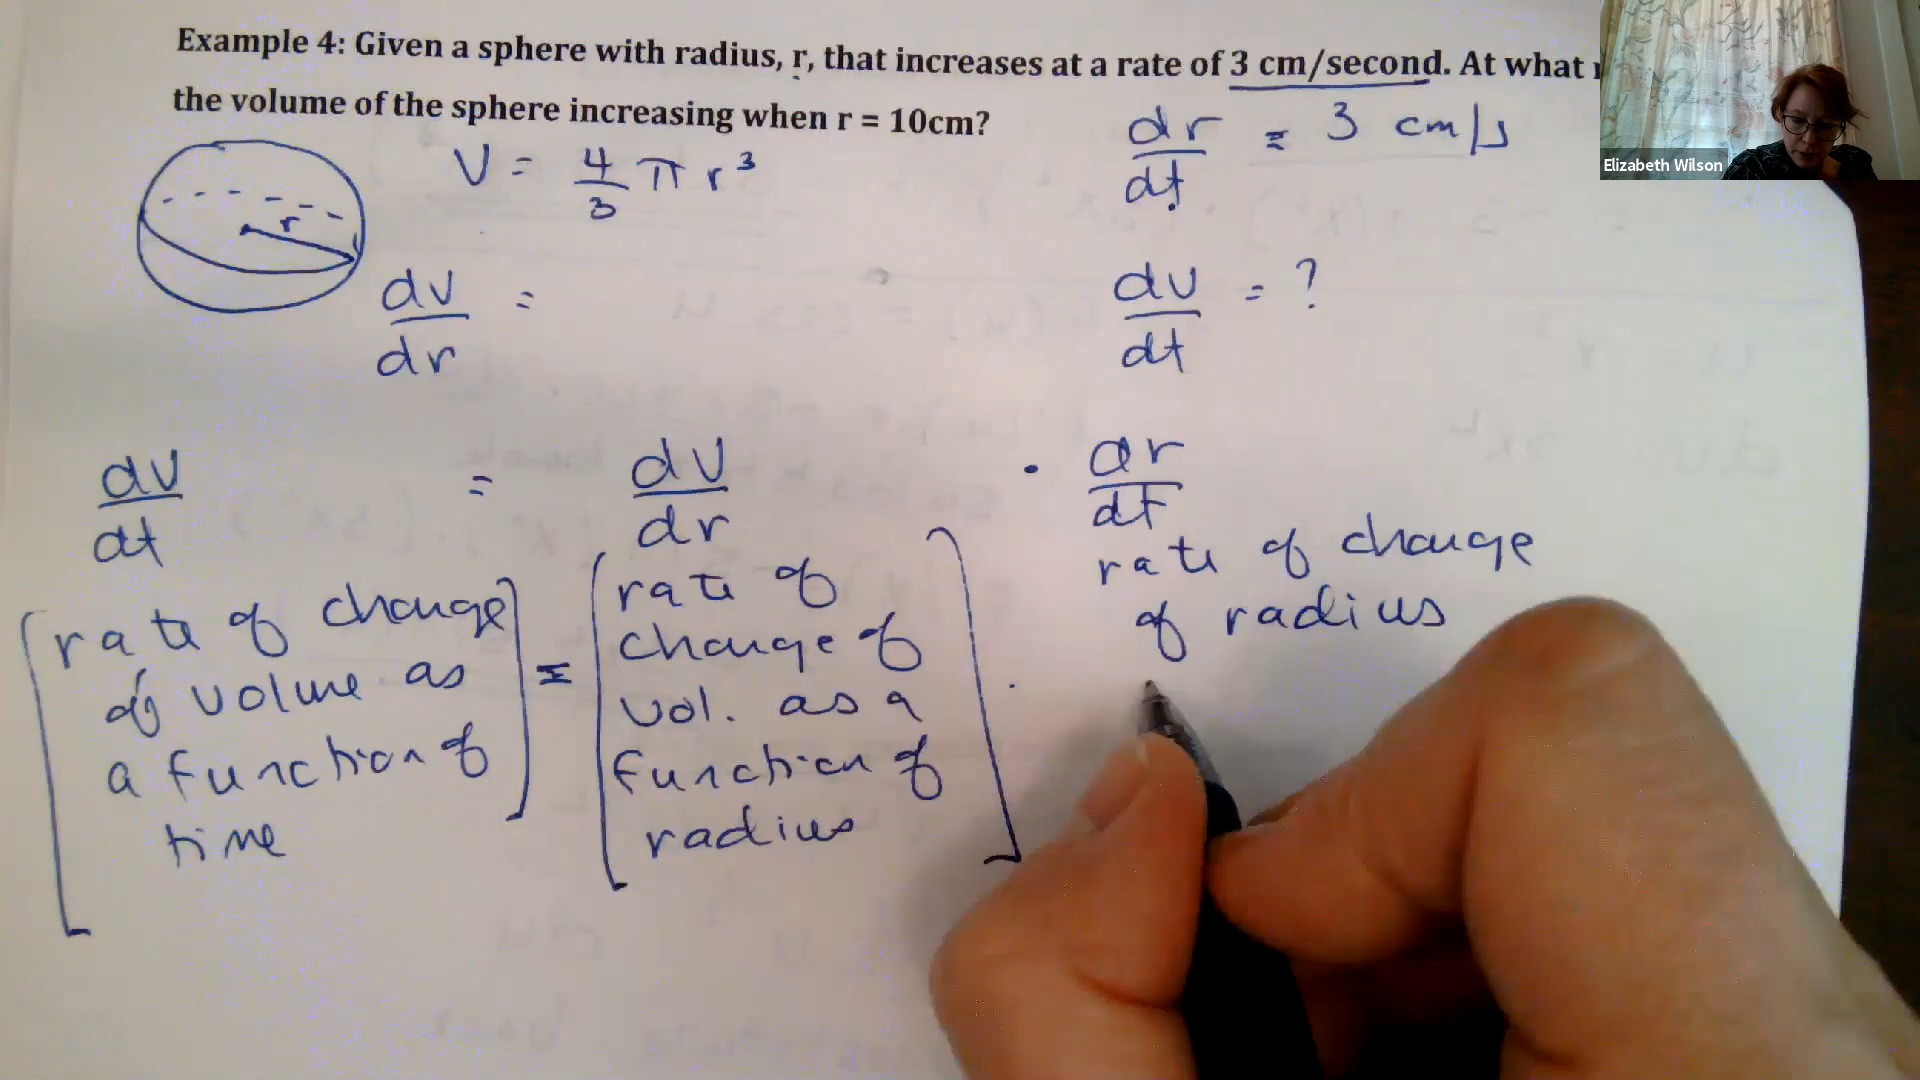 Example 4: Given a sphere with radius, r, that increases at a rate of 3 cm/second. At what
the volume of the sphere increasing when r = 10cm?
V = 4/3 π r³
dr/dt = 3 cm/s
r
dV/dr =
dV/dt = ?
dV/dt = dV/dr · dr/dt
[rate of change
of volume as
a function of
time]
=
[rate of
change of
vol. as a
function of
radius]
·
rate of change
of radius
Elizabeth Wilson